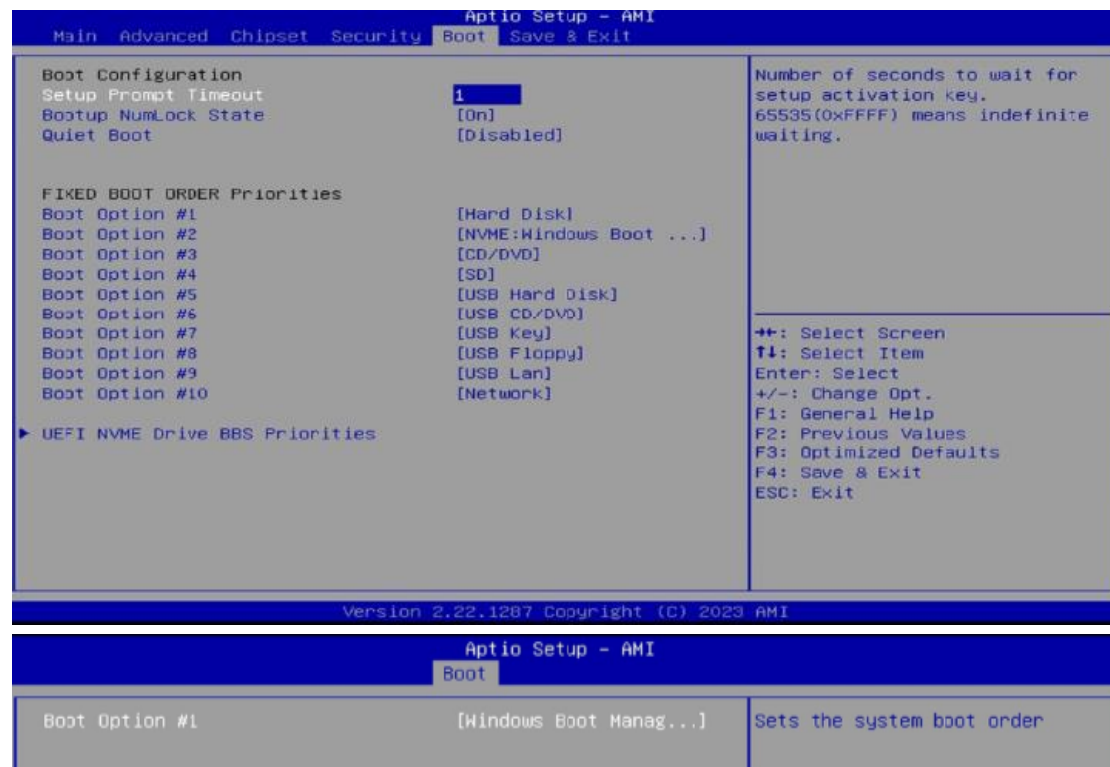 Aptio Setup – AMI
Main Advanced Chipset Security Boot Save & Exit
Boot Configuration
Setup Prompt Timeout 1
Bootup NumLock State [On]
Quiet Boot [Disabled]
FIXED BOOT ORDER Priorities
Boot Option #1 [Hard Disk]
Boot Option #2 [NVME:Windows Boot ...]
Boot Option #3 [CD/DVD]
Boot Option #4 [SD]
Boot Option #5 [USB Hard Disk]
Boot Option #6 [USB CD/DVD]
Boot Option #7 [USB Key]
Boot Option #8 [USB Floppy]
Boot Option #9 [USB Lan]
Boot Option #10 [Network]
▶ UEFI NVME Drive BBS Priorities
Number of seconds to wait for
setup activation key.
65535(0xFFFF) means indefinite
waiting.
→←: Select Screen
↑↓: Select Item
Enter: Select
+/-: Change Opt.
F1: General Help
F2: Previous Values
F3: Optimized Defaults
F4: Save & Exit
ESC: Exit
Version 2.22.1287 Copyright (C) 2023 AMI
Aptio Setup – AMI
Boot
Boot Option #1 [Windows Boot Manag...]
Sets the system boot order